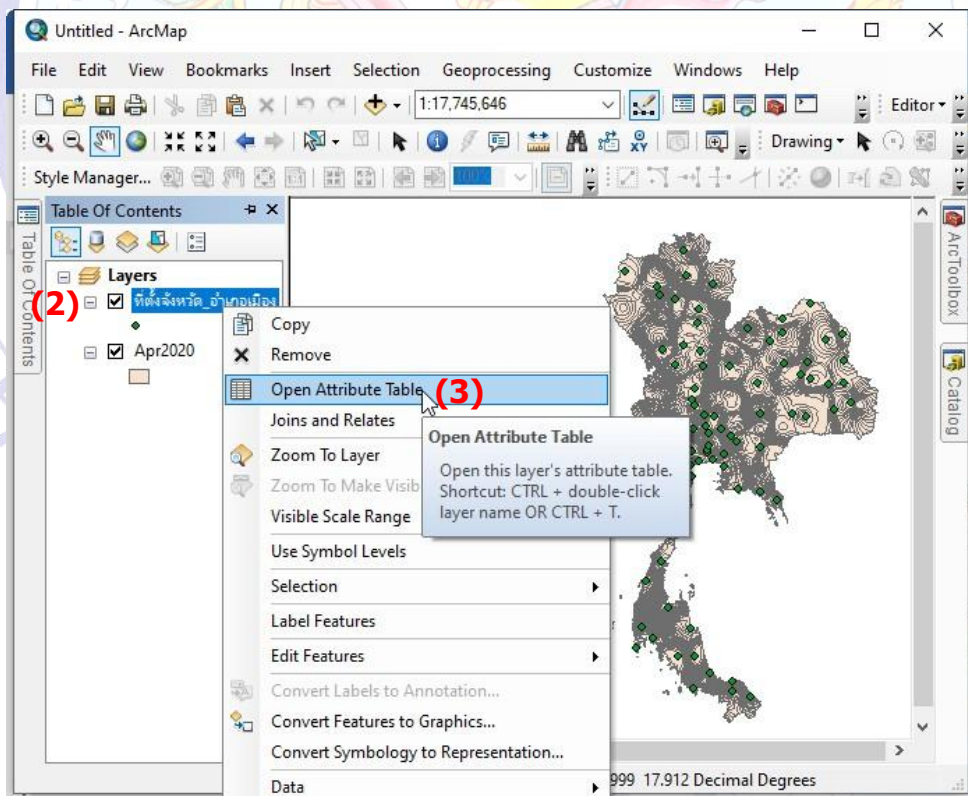 Untitled - ArcMap
File Edit View Bookmarks Insert Selection Geoprocessing Customize Windows Help
1:17,745,646
Editor
Drawing
Style Manager...
100%
Table Of Contents
Table Of Contents
Layers
(2)
ที่ตั้งจังหวัด_อำเภอเมือง
Apr2020
Copy
Remove
Open Attribute Table
(3)
Joins and Relates
Zoom To Layer
Zoom To Make Visib
Visible Scale Range
Use Symbol Levels
Selection
Label Features
Edit Features
Convert Labels to Annotation...
Convert Features to Graphics...
Convert Symbology to Representation...
Data
Open Attribute Table
Open this layer's attribute table.
Shortcut: CTRL + double-click
layer name OR CTRL + T.
ArcToolbox
Catalog
999 17.912 Decimal Degrees